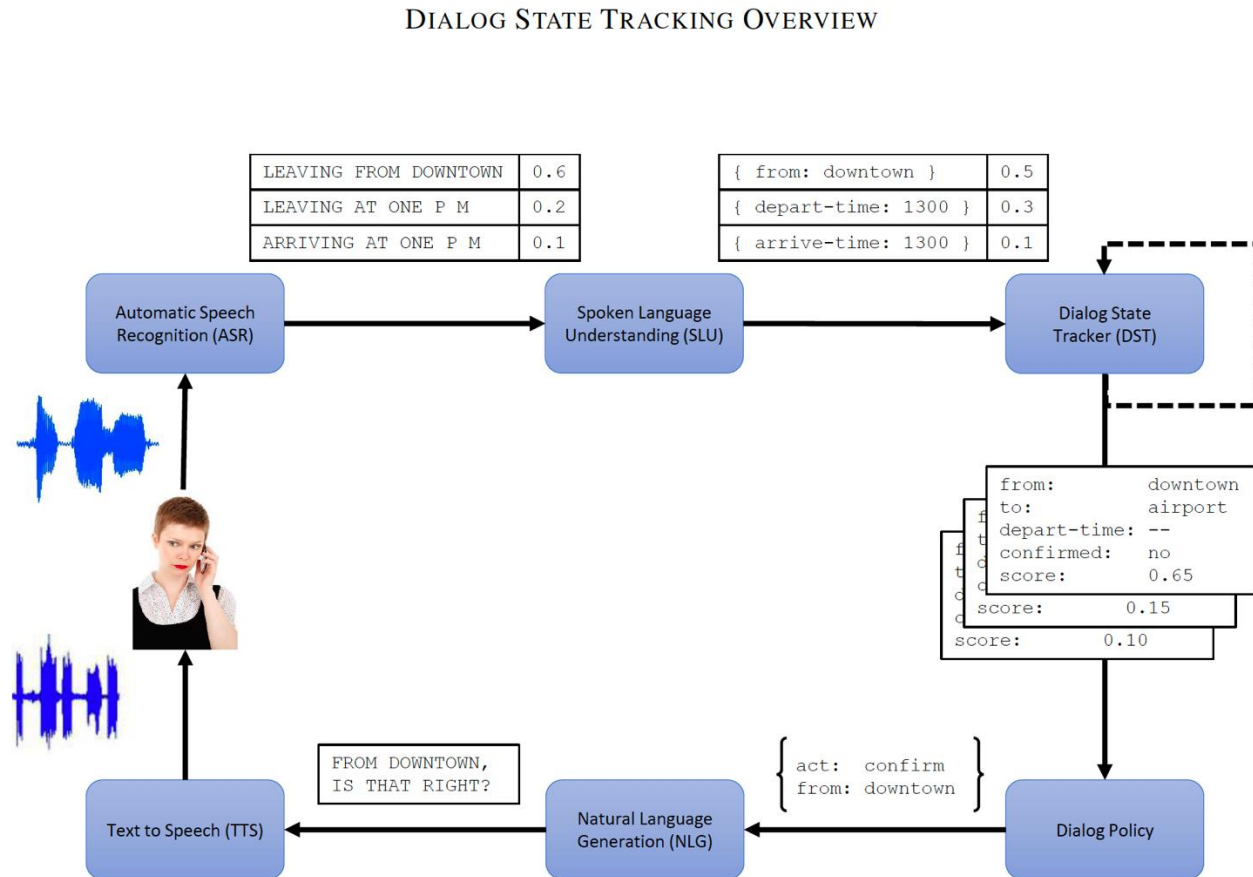 DIALOG STATE TRACKING OVERVIEW
LEAVING FROM DOWNTOWN 0.6
LEAVING AT ONE P M 0.2
ARRIVING AT ONE P M 0.1
{ from: downtown } 0.5
{ depart-time: 1300 } 0.3
{ arrive-time: 1300 } 0.1
Automatic Speech
Recognition (ASR)
Spoken Language
Understanding (SLU)
Dialog State
Tracker (DST)
from: downtown
to: airport
depart-time: --
confirmed: no
score: 0.65
score: 0.15
score: 0.10
act: confirm
from: downtown
FROM DOWNTOWN,
IS THAT RIGHT?
Text to Speech (TTS)
Natural Language
Generation (NLG)
Dialog Policy